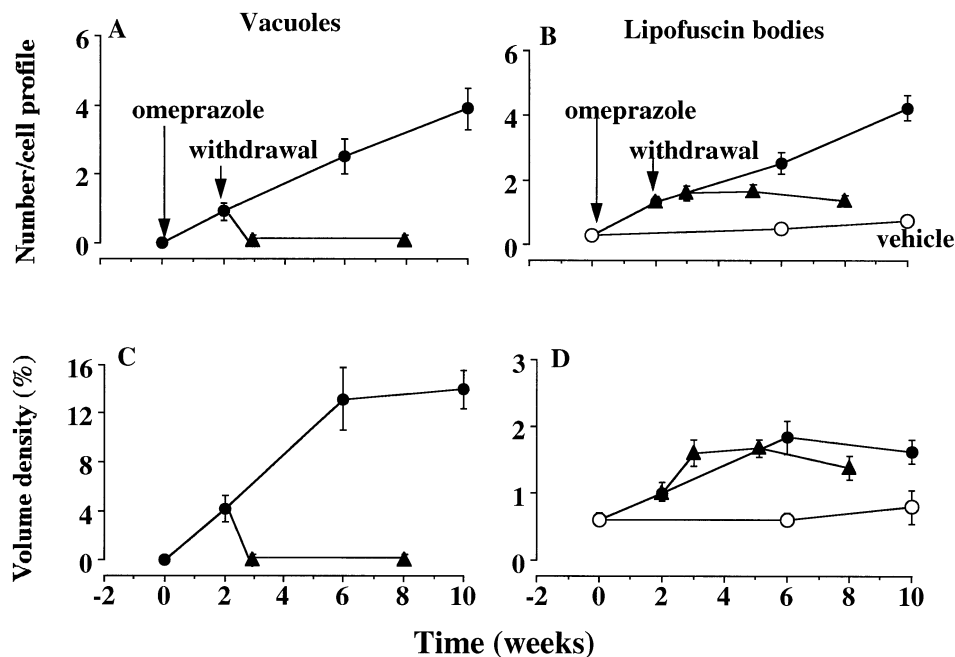 A
Vacuoles
B
Lipofuscin bodies
Number/cell profile
6
4
2
0
omeprazole
withdrawal
6
4
2
0
omeprazole
withdrawal
vehicle
C
D
Volume density (%)
16
12
8
4
0
-2 0 2 4 6 8 10
3
2
1
0
-2 0 2 4 6 8 10
Time (weeks)